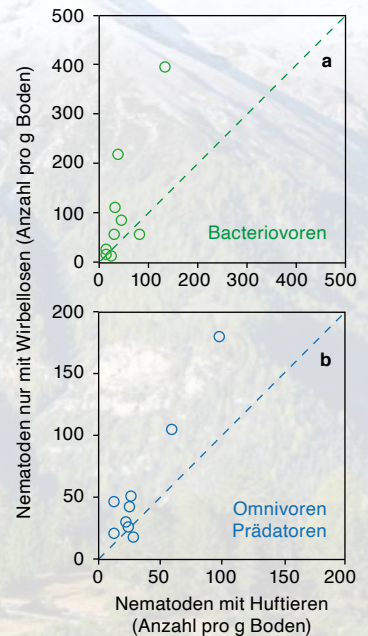 Nematoden nur mit Wirbellosen (Anzahl pro g Boden)
500
400
300
200
100
0
a
Bacteriovoren
0 100 200 300 400 500
200
150
100
50
0
b
Omnivoren
Prädatoren
0 50 100 150 200
Nematoden mit Huftieren
(Anzahl pro g Boden)